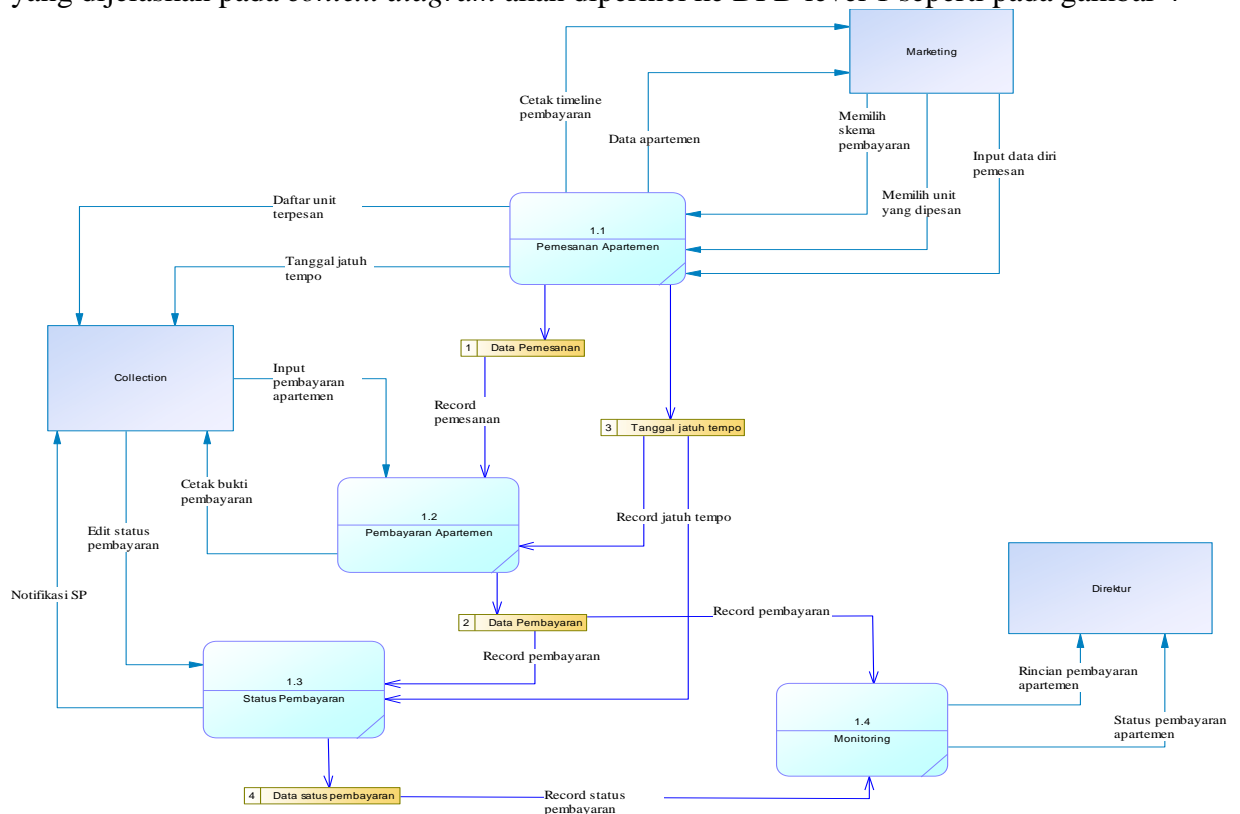 yang dijelaskan pada content diagram akan diperinci ke DFD level 1 seperti pada gambar
Marketing
Cetak timeline
pembayaran
Data apartemen
Memilih
skema
pembayaran
Input data diri
pemesan
Memilih unit
yang dipesan
Daftar unit
terpesan
1.1
Pemesanan Apartemen
Tanggal jatuh
tempo
1 Data Pemesanan
Collection
Input
pembayaran
apartemen
Record
pemesanan
3 Tanggal jatuh tempo
Cetak bukti
pembayaran
1.2
Pembayaran Apartemen
Record jatuh tempo
Edit status
pembayaran
Notifikasi SP
Direktur
2 Data Pembayaran
Record pembayaran
Record pembayaran
1.3
Status Pembayaran
Rincian pembayaran
apartemen
1.4
Monitoring
Status pembayaran
apartemen
4 Data satus pembayaran
Record status
pembayaran